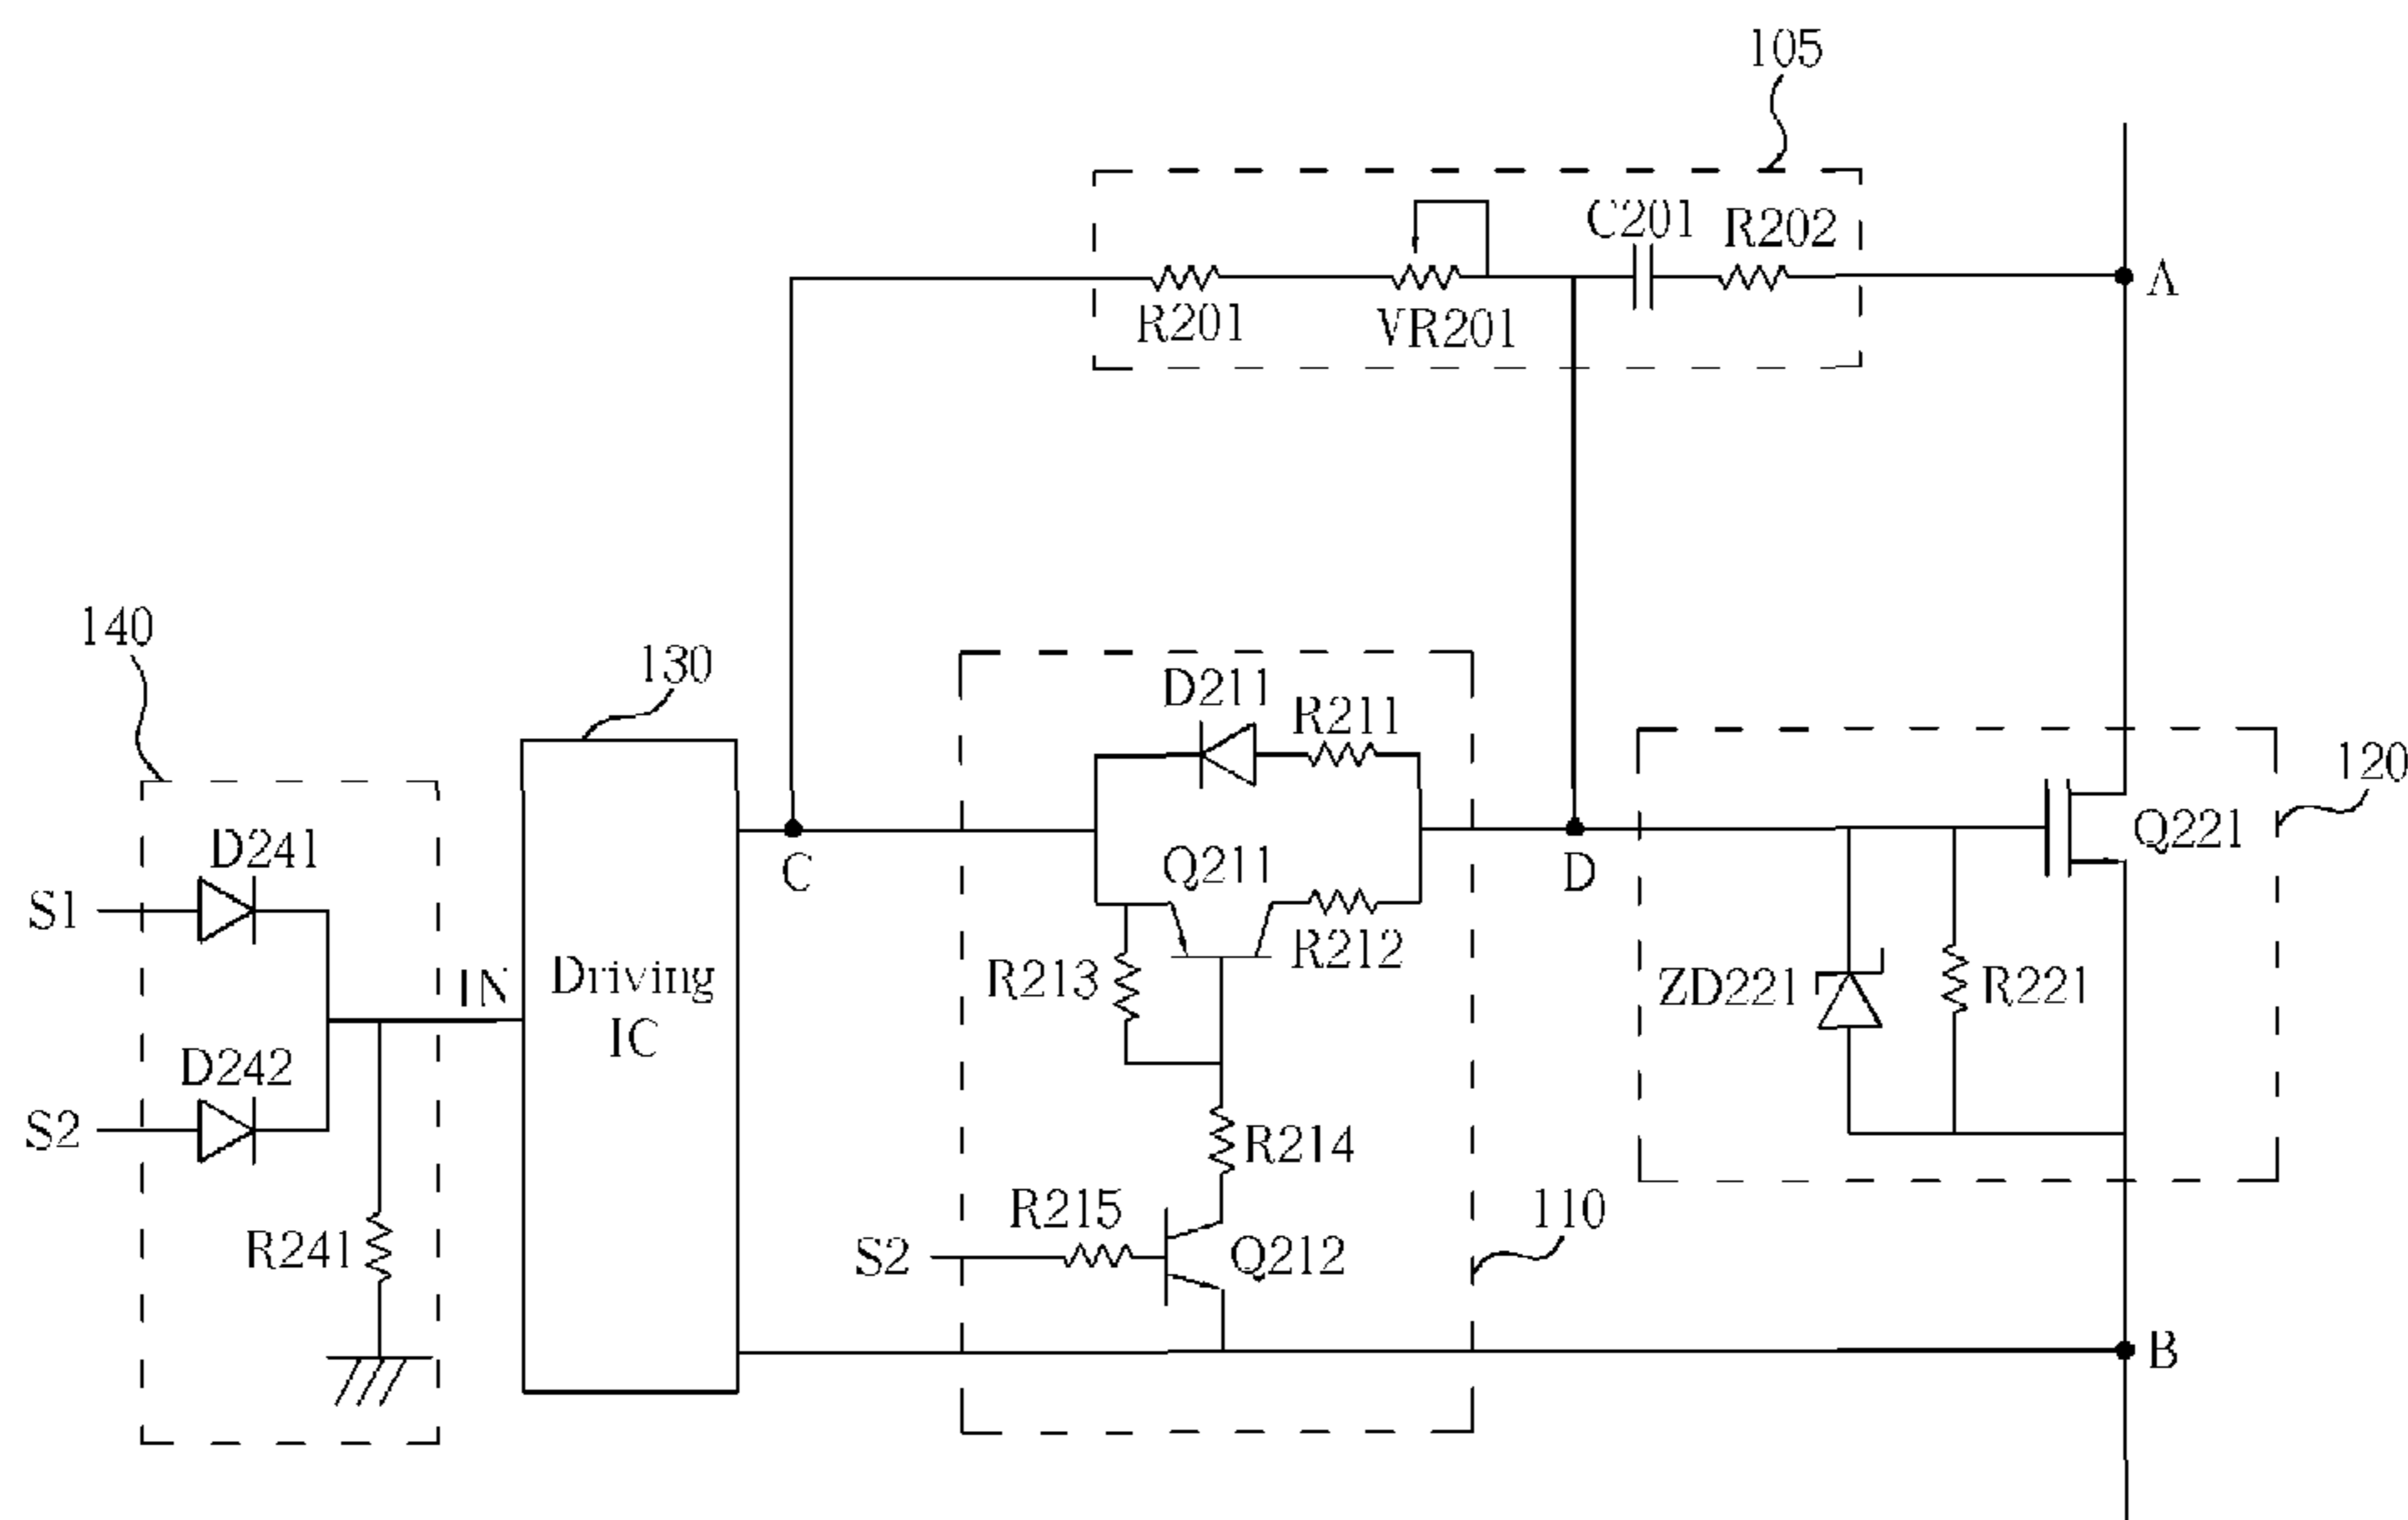 105
C201
R202
A
R201
VR201
140
130
D211
R211
120
D241
C
Q211
D
Q221
S1
R213
R212
IN
Driving
IC
ZD221
R221
D242
S2
R214
R215
110
R241
S2
Q212
B